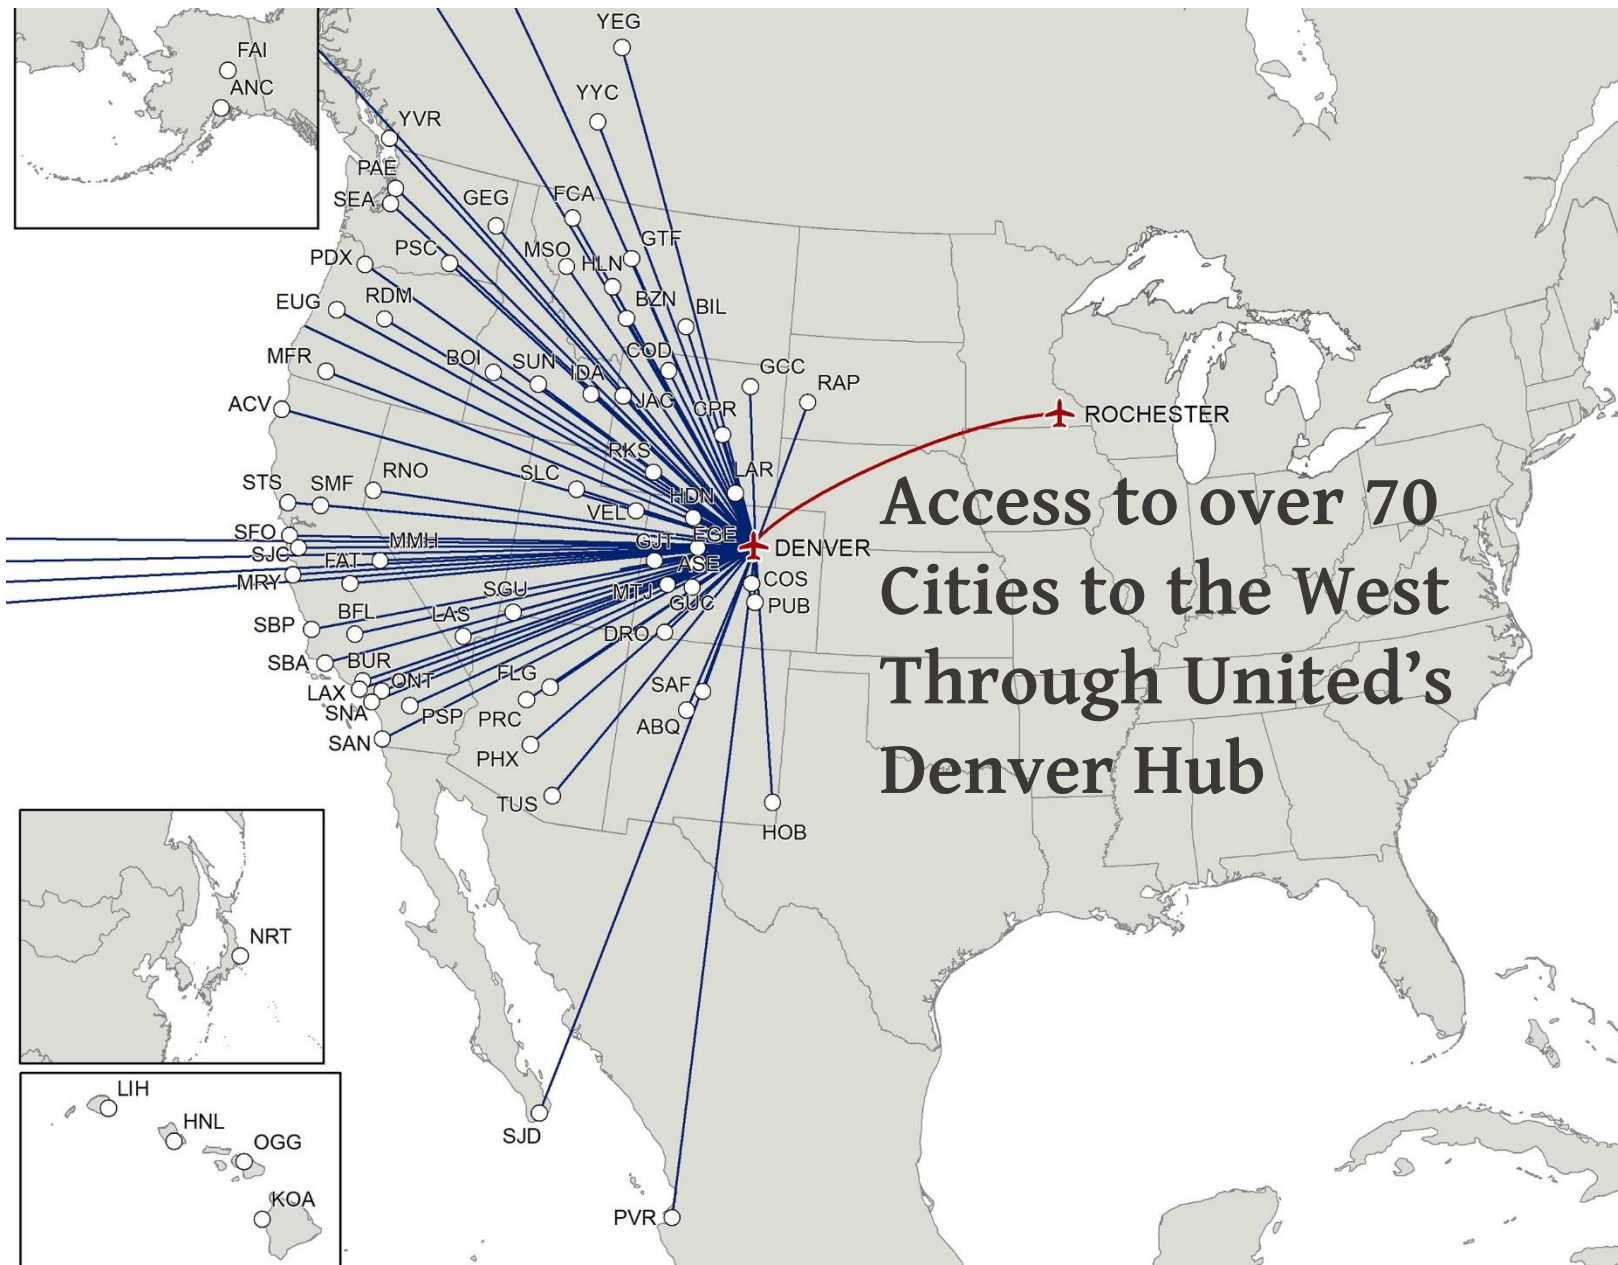 YEG
FAI
ANC
YYC
YVR
PAE
SEA
GEG
FCA
PDX
PSC
MSO
GTF
HLN
EUG
RDM
BZN
BIL
MFR
BOI
SUN
COD
IDA
GCC
RAP
ACV
JAC
CPR
ROCHESTER
RKS
STS
SMF
RNO
SLC
LAR
HDN
VEL
Access to over 70
SFO
SJC
MMH
FAT
GJT
EGE
DENVER
ASE
COS
MRY
SGU
MTJ
GUC
PUB
Cities to the West
SBP
BFL
LAS
DRO
SBA
BUR
LAX
ONT
FLG
SAF
Through United’s
SNA
PSP
PRC
ABQ
SAN
PHX
Denver Hub
TUS
HOB
NRT
LIH
HNL
OGG
SJD
KOA
PVR